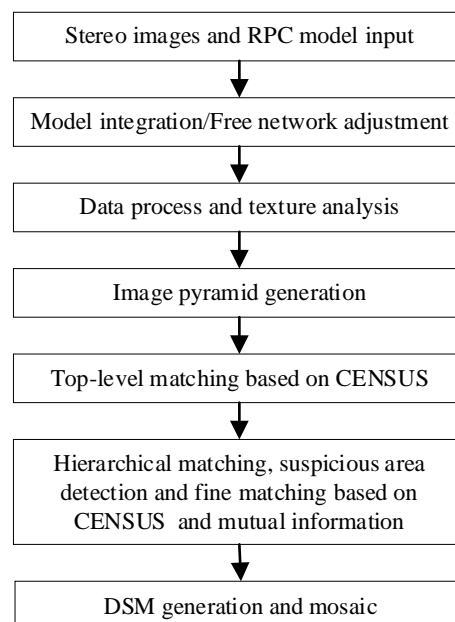 Stereo images and RPC model input
Model integration/Free network adjustment
Data process and texture analysis
Image pyramid generation
Top-level matching based on CENSUS
Hierarchical matching, suspicious area
detection and fine matching based on
CENSUS and mutual information
DSM generation and mosaic